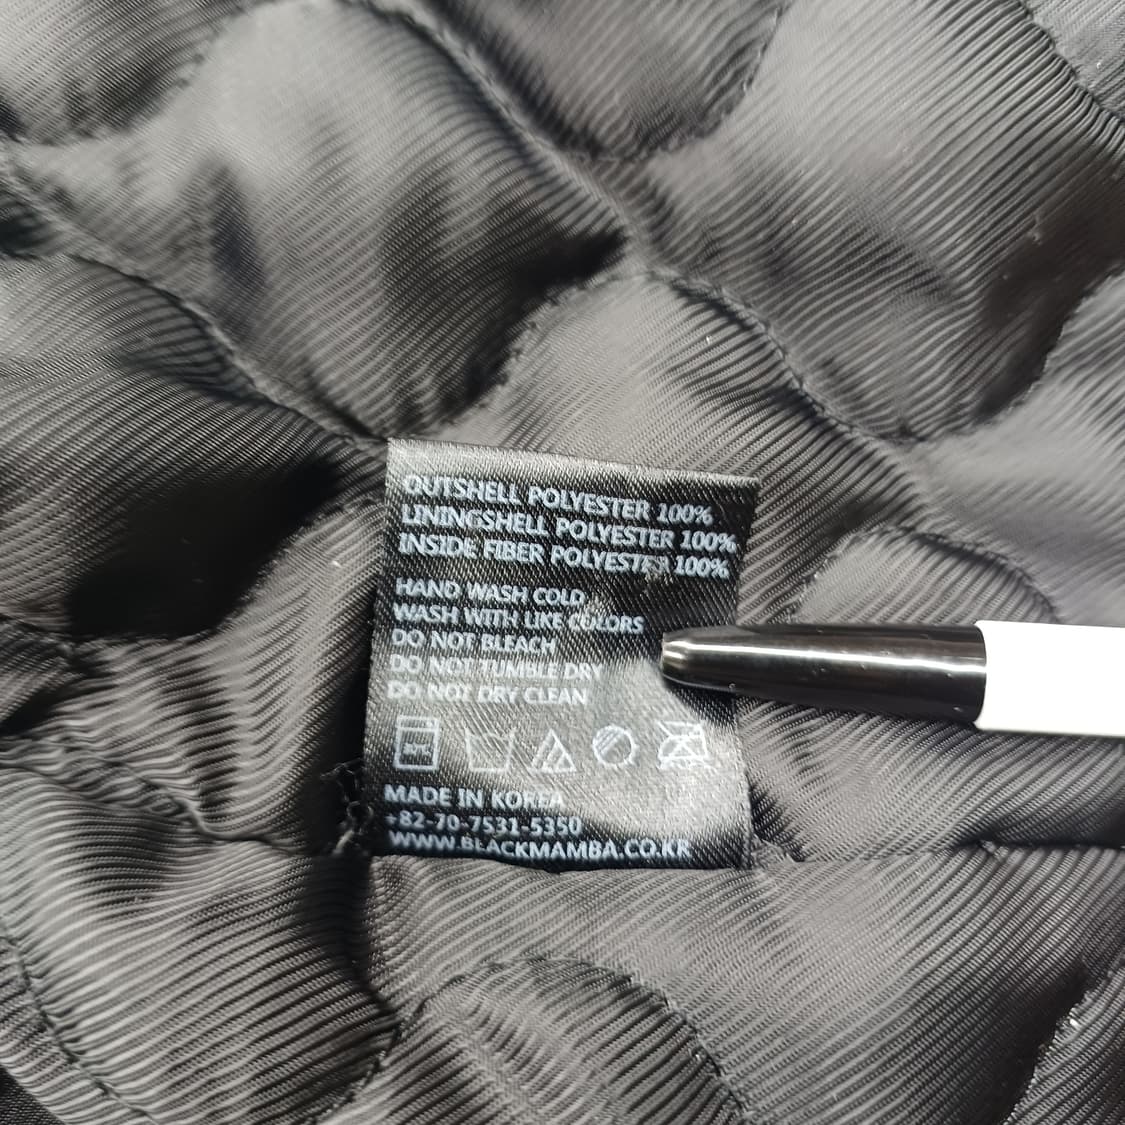 OUTSHELL POLYESTER 100%
LININGSHELL POLYESTER 100%
INSIDE FIBER POLYESTER 100%
HAND WASH COLD
WASH WITH LIKE COLORS
DO NOT BLEACH
DO NOT TUMBLE DRY
DO NOT DRY CLEAN
MADE IN KOREA
+82-70-7531-5350
WWW.BLACKMAMBA.CO.KR